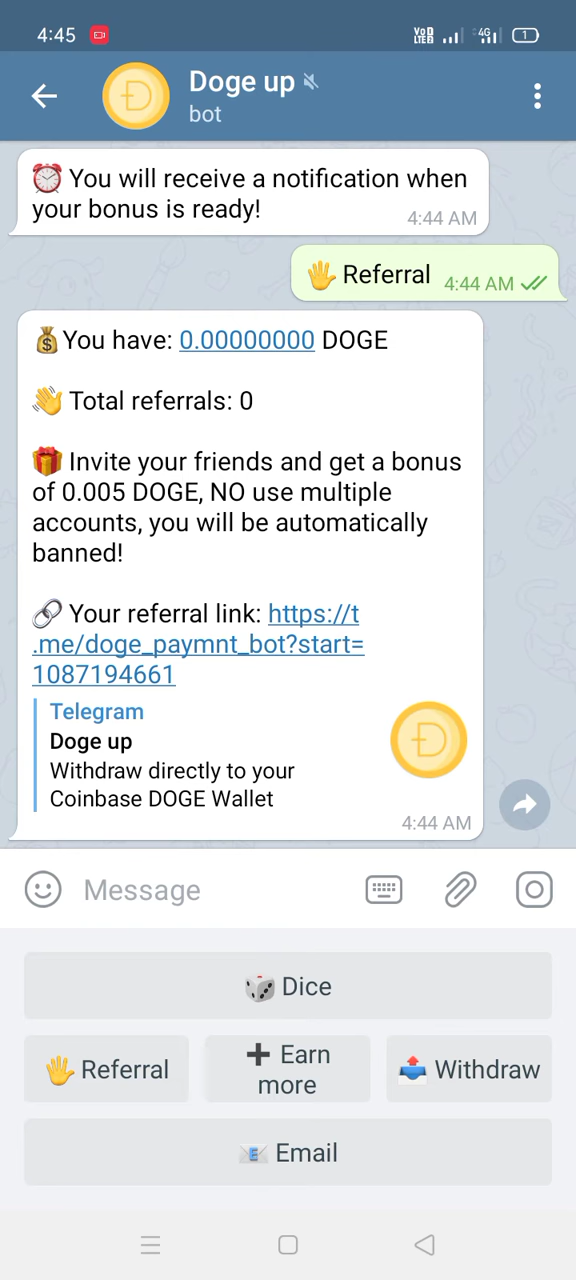 4:45
VoD
LTE2
4G
1
Doge up
bot
You will receive a notification when
your bonus is ready!
4:44 AM
Referral
4:44 AM
You have: 0.00000000 DOGE
Total referrals: 0
Invite your friends and get a bonus
of 0.005 DOGE, NO use multiple
accounts, you will be automatically
banned!
Your referral link: https://t
.me/doge_paymnt_bot?start=
1087194661
Telegram
Doge up
Withdraw directly to your
Coinbase DOGE Wallet
4:44 AM
Message
Dice
Referral
+ Earn
more
Withdraw
Email